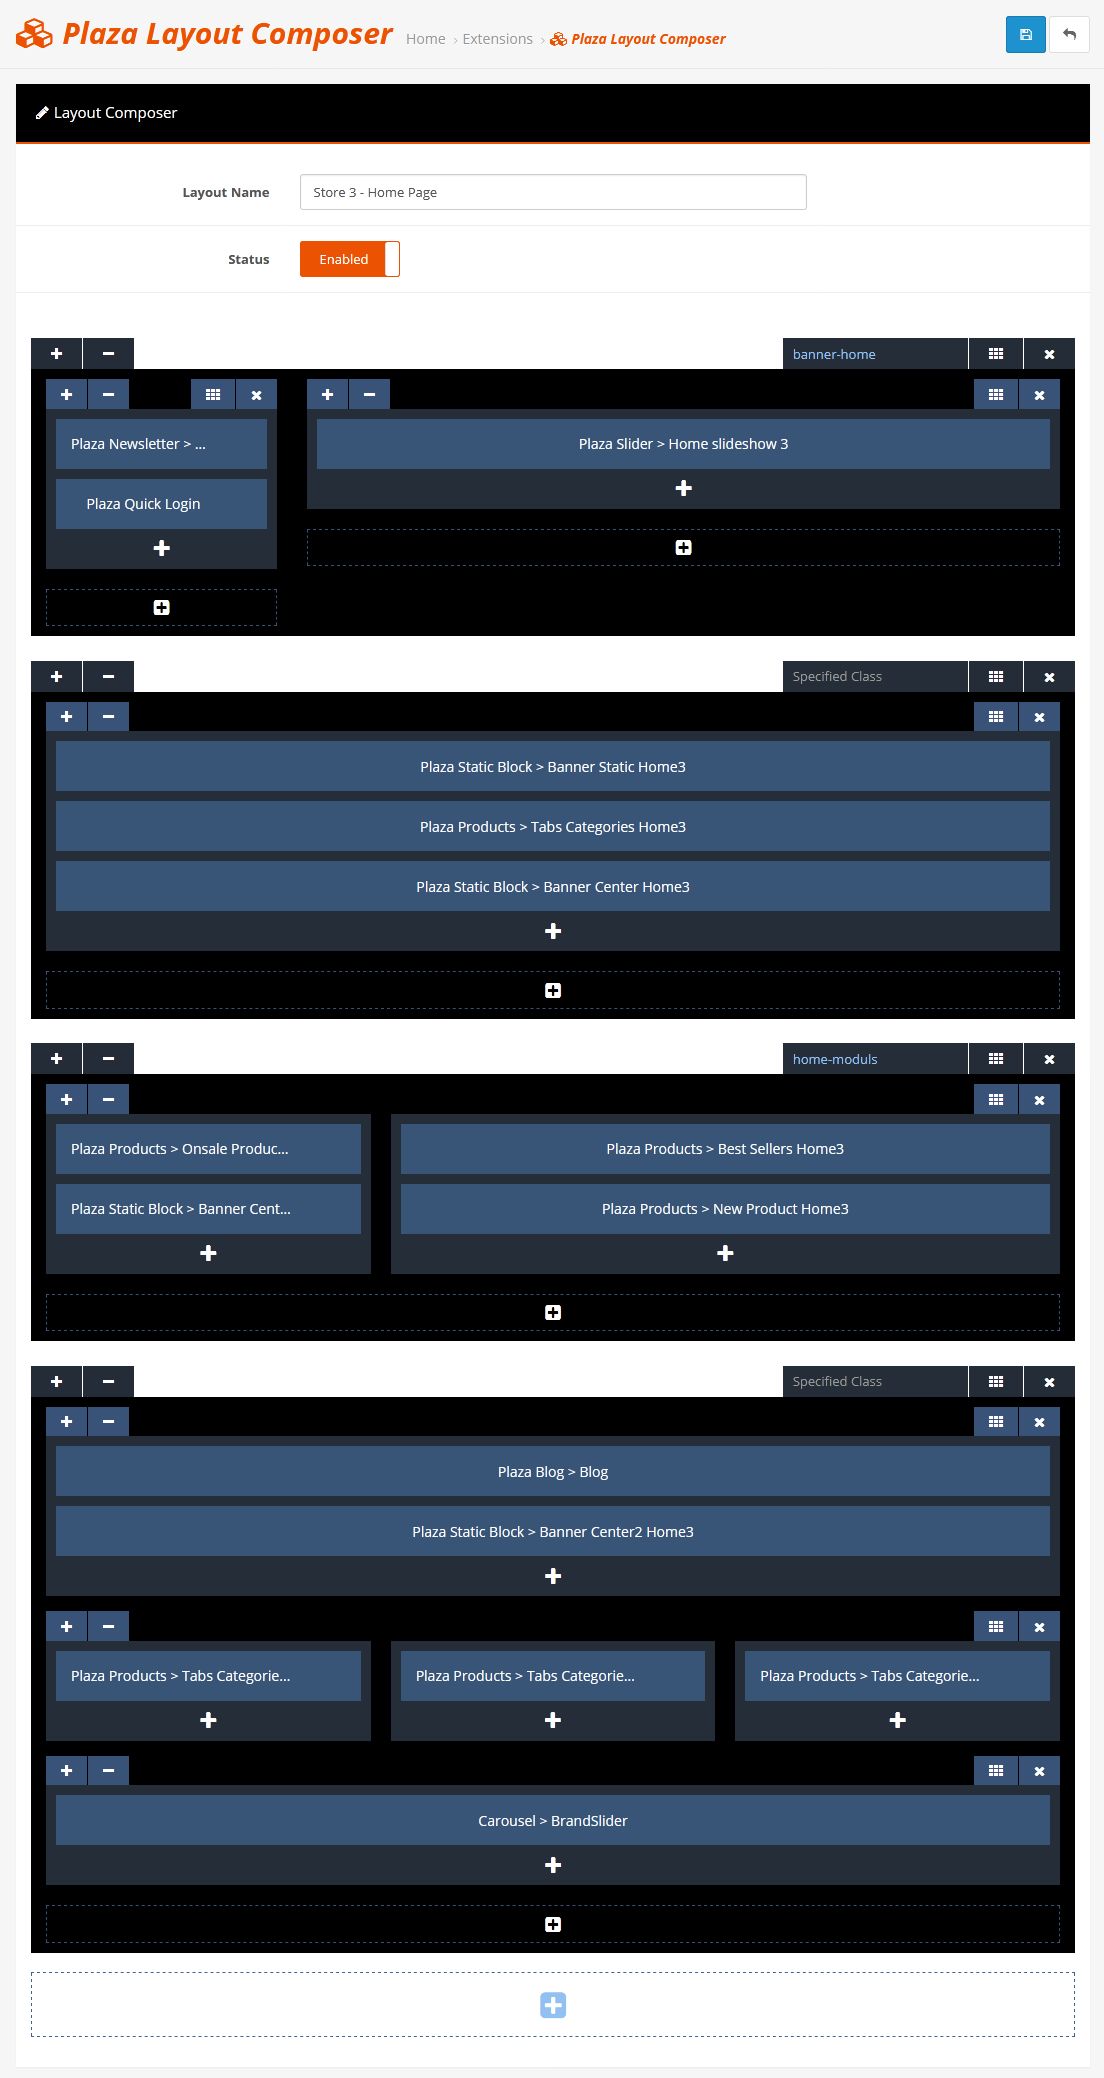 Plaza Layout Composer Home › Extensions › Plaza Layout Composer
Layout Composer
Layout Name Store 3 - Home Page
Status Enabled
banner-home
Plaza Newsletter > ...
Plaza Quick Login
Plaza Slider > Home slideshow 3
Specified Class
Plaza Static Block > Banner Static Home3
Plaza Products > Tabs Categories Home3
Plaza Static Block > Banner Center Home3
home-moduls
Plaza Products > Onsale Produc...
Plaza Static Block > Banner Cent...
Plaza Products > Best Sellers Home3
Plaza Products > New Product Home3
Specified Class
Plaza Blog > Blog
Plaza Static Block > Banner Center2 Home3
Plaza Products > Tabs Categorie...
Plaza Products > Tabs Categorie...
Plaza Products > Tabs Categorie...
Carousel > BrandSlider